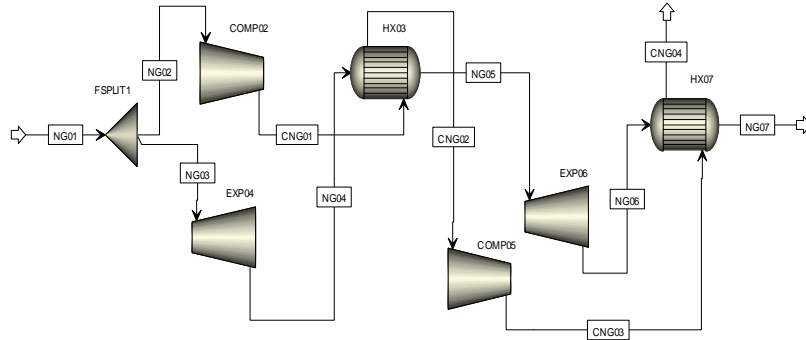 COMP02
HX03
CNG04
HX07
FSPLIT1
NG02
NG05
NG01
CNG01
CNG02
NG07
NG03
EXP04
NG04
EXP06
NG06
COMP05
CNG03